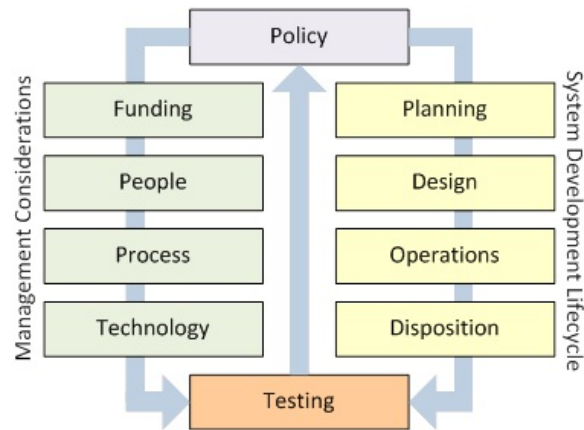 Policy
Management Considerations
Funding
People
Process
Technology
Planning
Design
Operations
Disposition
System Development Lifecycle
Testing